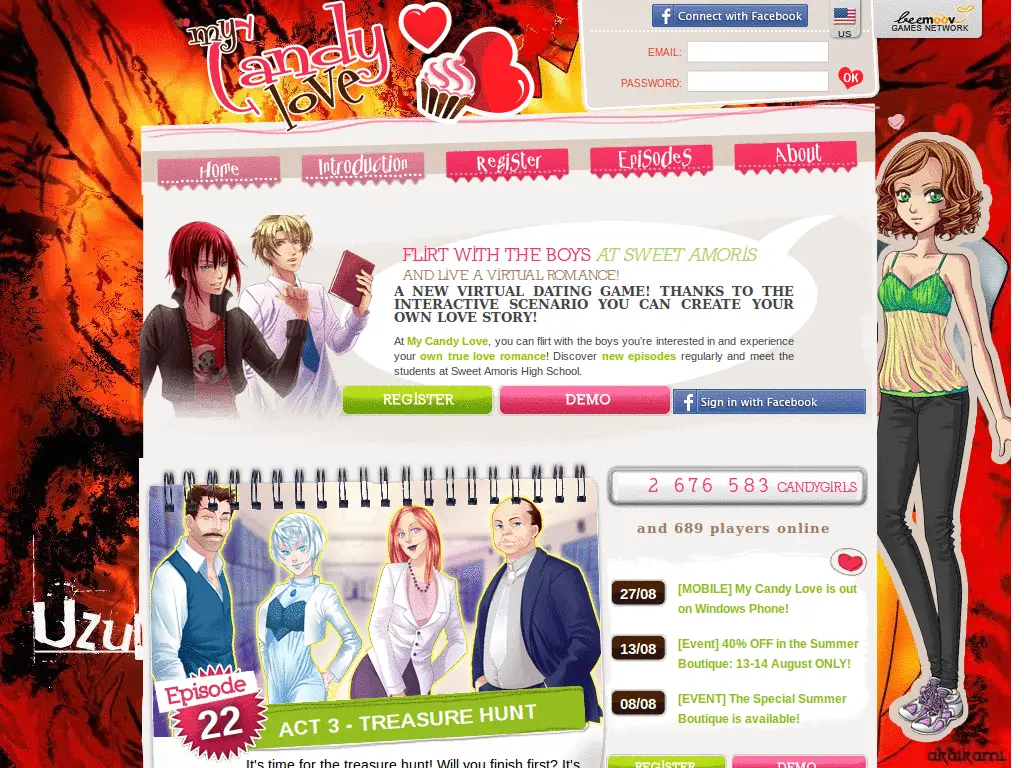 my
Candy
love
Connect with Facebook
US
beemoov
GAMES NETWORK
EMAIL:
PASSWORD:
OK
Home
Introduction
Register
Episodes
About
FLIRT WITH THE BOYS AT SWEET AMORIS
AND LIVE A VIRTUAL ROMANCE!
A NEW VIRTUAL DATING GAME! THANKS TO THE
INTERACTIVE SCENARIO YOU CAN CREATE YOUR
OWN LOVE STORY!
At My Candy Love, you can flirt with the boys you're interested in and experience
your own true love romance! Discover new episodes regularly and meet the
students at Sweet Amoris High School.
REGISTER
DEMO
Sign in with Facebook
2 676 583 CANDYGIRLS
and 689 players online
27/08
[MOBILE] My Candy Love is out
on Windows Phone!
13/08
[Event] 40% OFF in the Summer
Boutique: 13-14 August ONLY!
08/08
[EVENT] The Special Summer
Boutique is available!
Episode
22
ACT 3 - TREASURE HUNT
It's time for the treasure hunt! Will you finish first? It's
REGISTER
DEMO
akaikami